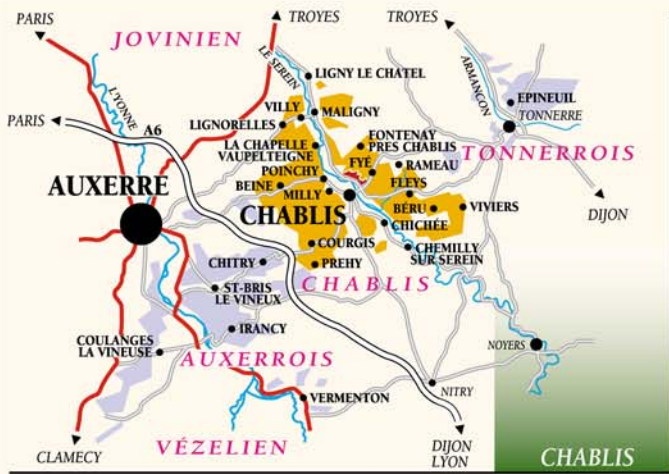 PARIS
TROYES
TROYES
JOVINIEN
LE SEREIN
L'YONNE
ARMANÇON
LIGNY LE CHATEL
EPINEUIL
TONNERRE
PARIS
A6
VILLY
MALIGNY
LIGNORELLES
FONTENAY
PRES CHABLIS
LA CHAPELLE
VAUPELTEIGNE
TONNERROIS
FYÉ
RAMEAU
POINCHY
AUXERRE
BEINE
MILLY
FLEYS
CHABLIS
BÉRU
VIVIERS
DIJON
CHICHÉE
COURGIS
CHEMILLY
SUR SEREIN
CHITRY
PREHY
CHABLIS
ST-BRIS
LE VINEUX
IRANCY
COULANGES
LA VINEUSE
AUXERROIS
NOYERS
NITRY
VERMENTON
VÉZELIEN
CLAMECY
DIJON
LYON
CHABLIS